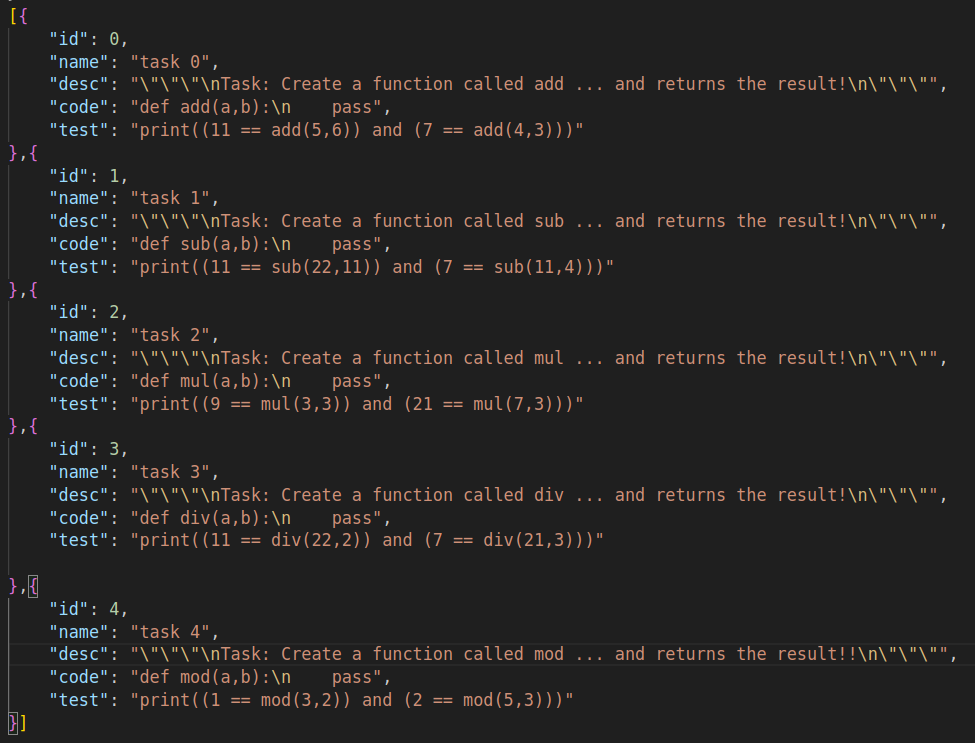 [{
    "id": 0,
    "name": "task 0",
    "desc": "\"\"\"\nTask: Create a function called add ... and returns the result!\n\"\"\"",
    "code": "def add(a,b):\n    pass",
    "test": "print((11 == add(5,6)) and (7 == add(4,3)))"
},{
    "id": 1,
    "name": "task 1",
    "desc": "\"\"\"\nTask: Create a function called sub ... and returns the result!\n\"\"\"",
    "code": "def sub(a,b):\n    pass",
    "test": "print((11 == sub(22,11)) and (7 == sub(11,4)))"
},{
    "id": 2,
    "name": "task 2",
    "desc": "\"\"\"\nTask: Create a function called mul ... and returns the result!\n\"\"\"",
    "code": "def mul(a,b):\n    pass",
    "test": "print((9 == mul(3,3)) and (21 == mul(7,3)))"
},{
    "id": 3,
    "name": "task 3",
    "desc": "\"\"\"\nTask: Create a function called div ... and returns the result!\n\"\"\"",
    "code": "def div(a,b):\n    pass",
    "test": "print((11 == div(22,2)) and (7 == div(21,3)))"
},{
    "id": 4,
    "name": "task 4",
    "desc": "\"\"\"\nTask: Create a function called mod ... and returns the result!!\n\"\"\"",
    "code": "def mod(a,b):\n    pass",
    "test": "print((1 == mod(3,2)) and (2 == mod(5,3)))"
}]